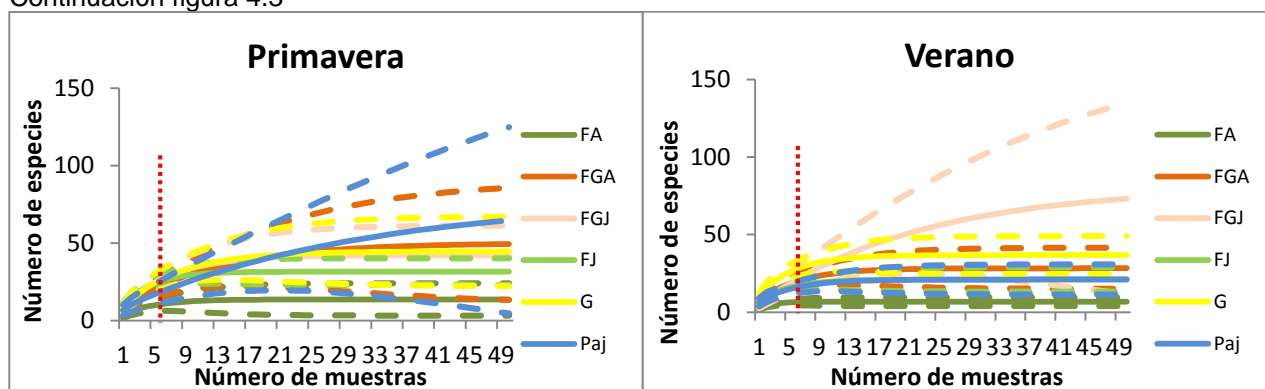 Continuación figura 4.3
Primavera
Número de especies
150
100
50
0
1 5 9 13 17 21 25 29 33 37 41 45 49
Número de muestras
FA
FGA
FGJ
FJ
G
Paj
Verano
Número de especies
150
100
50
0
1 5 9 13 17 21 25 29 33 37 41 45 49
Número de muestras
FA
FGA
FGJ
FJ
G
Paj